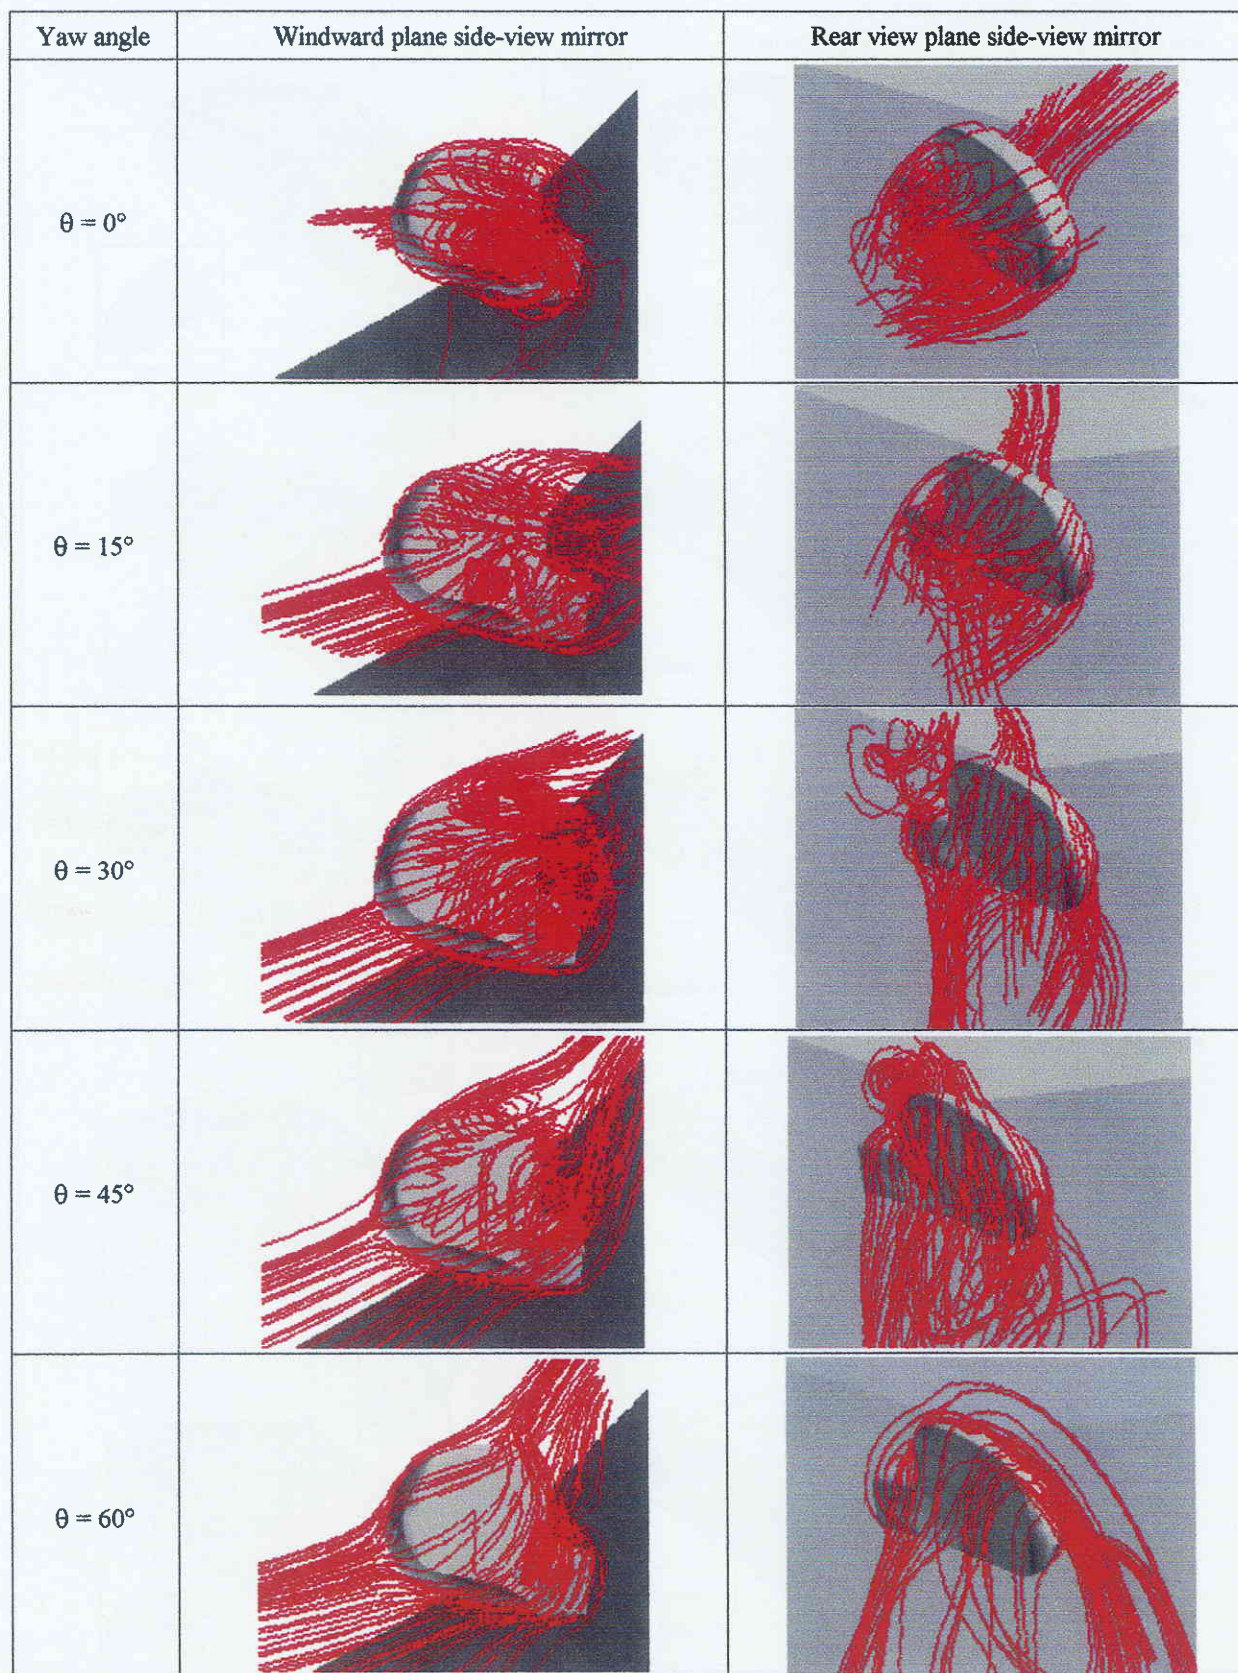 Yaw angle
Windward plane side-view mirror
Rear view plane side-view mirror
θ = 0°
θ = 15°
θ = 30°
θ = 45°
θ = 60°